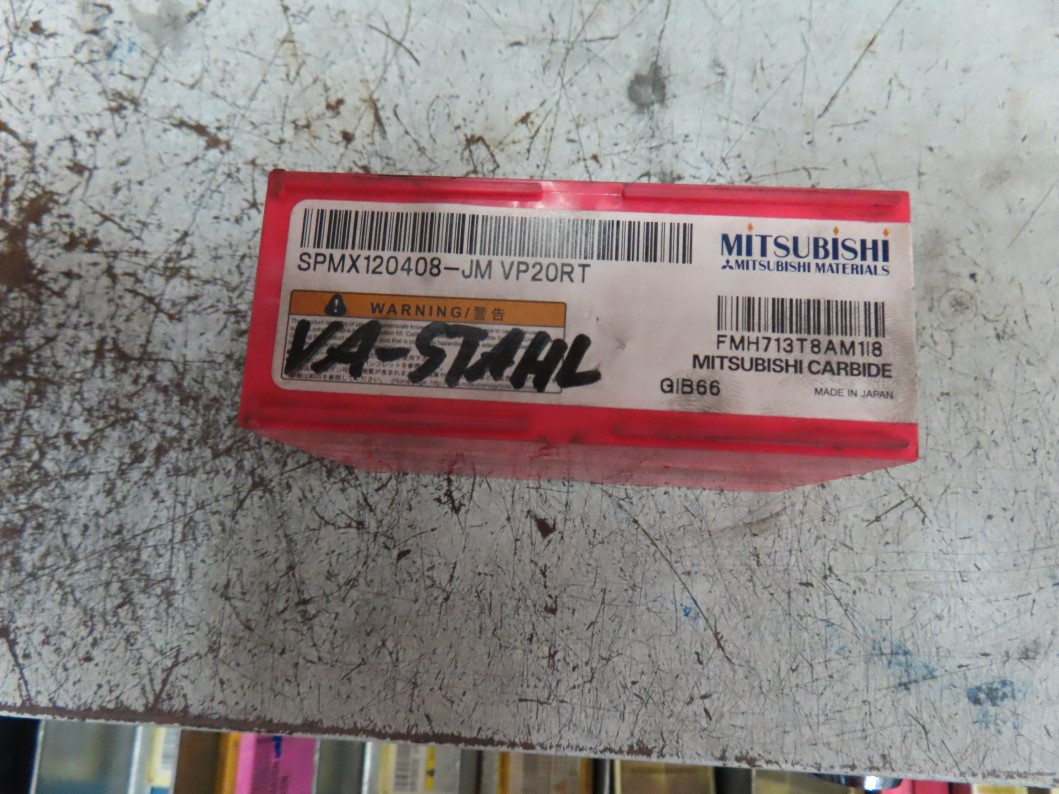 SPMX120408-JM VP20RT
MITSUBISHI
MITSUBISHI MATERIALS
WARNING/警告
VA-STAHL
FMH713T8AM1I8
MITSUBISHI CARBIDE
GIB66
MADE IN JAPAN